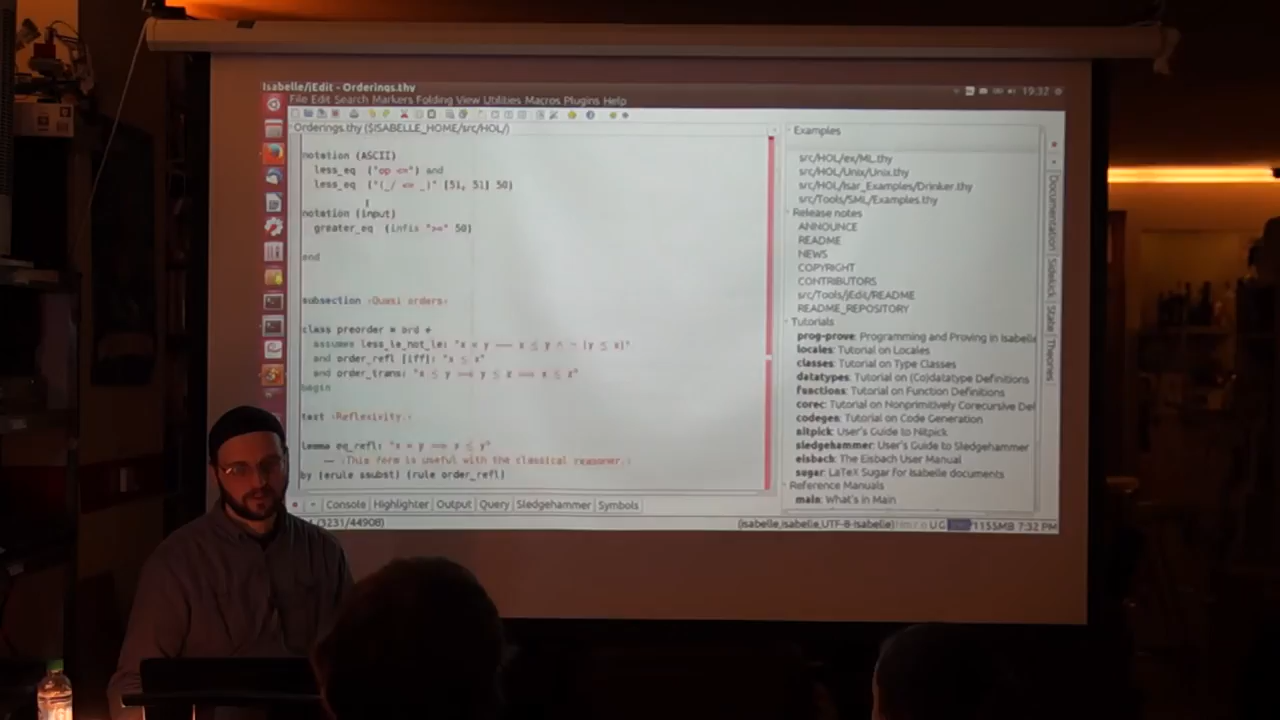 Isabelle/jEdit - Orderings.thy
19:32
File Edit Search Markers Folding View Utilities Macros Plugins Help
Orderings.thy ($ISABELLE_HOME/src/HOL/)
notation (ASCII)
less_eq ("op <=") and
less_eq ("(_/ <= _)" [51, 51] 50)
notation (input)
greater_eq (infix ">=" 50)
end
subsection ‹Quasi orders›
class preorder = ord +
assumes less_le_not_le: "x < y ⟷ x ≤ y ∧ ¬ (y ≤ x)"
and order_refl [iff]: "x ≤ x"
and order_trans: "x ≤ y ⟹ y ≤ z ⟹ x ≤ z"
begin
text ‹Reflexivity.›
lemma eq_refl: "x = y ⟹ x ≤ y"
— ‹This form is useful with the classical reasoner.›
by (erule ssubst) (rule order_refl)
Examples
src/HOL/ex/ML.thy
src/HOL/Unix/Unix.thy
src/HOL/Isar_Examples/Drinker.thy
src/Tools/SML/Examples.thy
Release notes
ANNOUNCE
README
NEWS
COPYRIGHT
CONTRIBUTORS
src/Tools/jEdit/README
README_REPOSITORY
Tutorials
prog-prove: Programming and Proving in Isabelle
locales: Tutorial on Locales
classes: Tutorial on Type Classes
datatypes: Tutorial on (Co)datatype Definitions
functions: Tutorial on Function Definitions
corec: Tutorial on Nonprimitively Corecursive Def
codegen: Tutorial on Code Generation
nitpick: User's Guide to Nitpick
sledgehammer: User's Guide to Sledgehammer
eisbach: The Eisbach User Manual
sugar: LaTeX Sugar for Isabelle documents
Reference Manuals
main: What's in Main
Documentation
Sidekick
State
Theories
Console Highlighter Output Query Sledgehammer Symbols
(3231/44908)
(isabelle,isabelle,UTF-8-Isabelle) UG 1155MB 7:32 PM